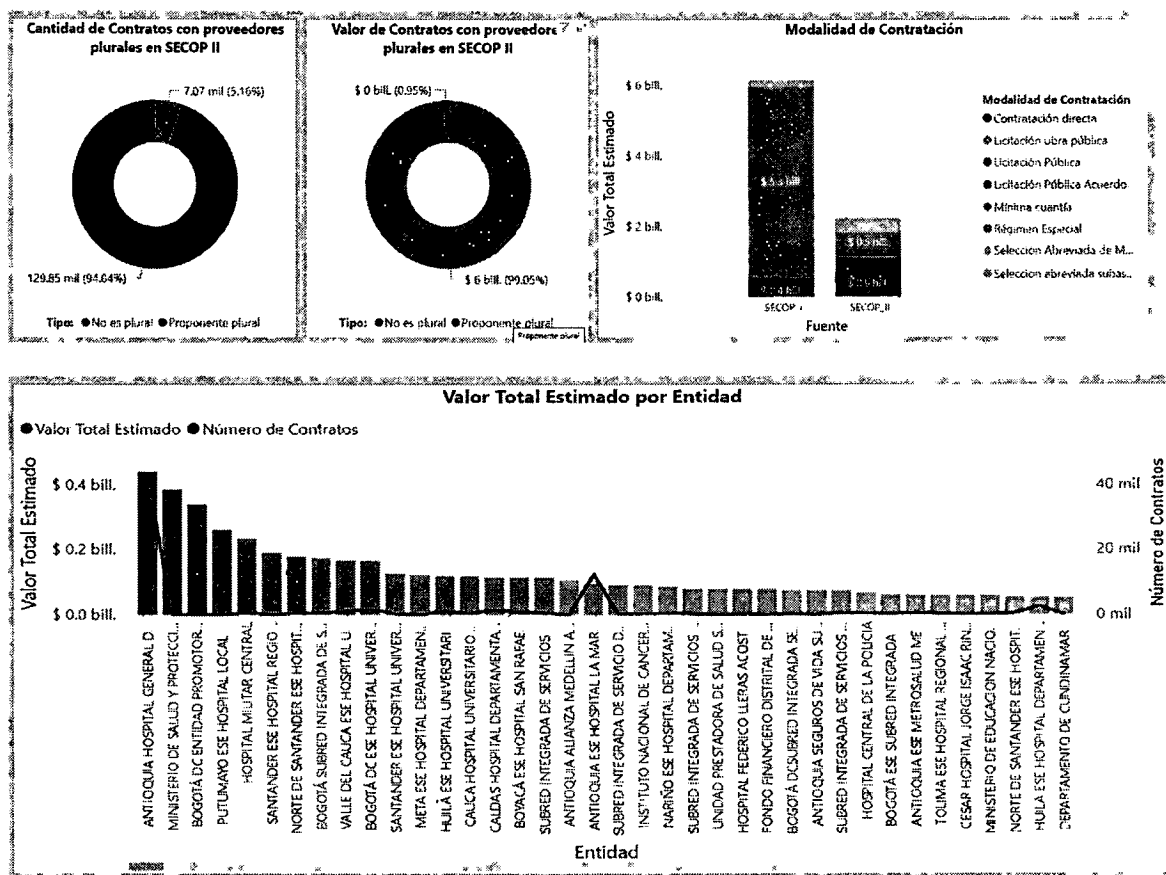 Cantidad de Contratos con proveedores
plurales en SECOP II
7.07 mil (5.16%)
129.85 mil (94.84%)
Tipo: No es plural Proponente plural
Valor de Contratos con proveedore
plurales en SECOP II
$ 0 bill. (0.95%)
$ 6 bill. (99.05%)
Tipo: No es plural Proponente plural
Proponente plural
Modalidad de Contratación
Valor Total Estimado
$ 6 bill.
$ 4 bill.
$ 2 bill.
$ 0 bill.
SECOP_I
SECOP_II
Fuente
Modalidad de Contratación
Contratación directa
Licitación obra pública
Licitación Pública
Licitación Pública Acuerdo
Mínima cuantía
Régimen Especial
Selección Abreviada de M...
Seleccion abreviada subas..
Valor Total Estimado por Entidad
Valor Total Estimado Número de Contratos
Valor Total Estimado
$ 0.4 bill.
$ 0.2 bill.
$ 0.0 bill.
40 mil
20 mil
0 mil
Número de Contratos
ANTIOQUIA HOSPITAL GENERAL D
MINISTERIO DE SALUD Y PROTECCI...
BOGOTÁ DC ENTIDAD PROMOTOR...
PUTUMAYO ESE HOSPITAL LOCAL
HOSPITAL MILITAR CENTRAL
SANTANDER ESE HOSPITAL REGIO...
NORTE DE SANTANDER ESE HOSPIT...
BOGOTÁ SUBRED INTEGRADA DE S...
VALLE DEL CAUCA ESE HOSPITAL U
BOGOTÁ DC ESE HOSPITAL UNIVER...
SANTANDER ESE HOSPITAL UNIVER...
META ESE HOSPITAL DEPARTAMEN...
HUILA ESE HOSPITAL UNIVERSITARI
CAUCA HOSPITAL UNIVERSITARIO...
CALDAS HOSPITAL DEPARTAMENTA...
BOYACÁ ESE HOSPITAL SAN RAFAE
SUBRED INTEGRADA DE SERVICIOS
ANTIOQUIA ALIANZA MEDELLIN A...
ANTIOQUIA ESE HOSPITAL LA MAR
SUBRED INTEGRADA DE SERVICIO D...
INSTITUTO NACIONAL DE CANCER...
NARIÑO ESE HOSPITAL DEPARTAM...
SUBRED INTEGRADA DE SERVICIOS
UNIDAD PRESTADORA DE SALUD S...
HOSPITAL FEDERICO LLERAS ACOST
FONDO FINANCIERO DISTRITAL DE...
BOGOTÁ DCSUBRED INTEGRADA SE...
ANTIOQUIA SEGUROS DE VIDA SU...
SUBRED INTEGRADA DE SERVICIOS...
HOSPITAL CENTRAL DE LA POLICIA
BOGOTÁ ESE SUBRED INTEGRADA
ANTIOQUIA ESE METROSALUD ME
TOLIMA ESE HOSPITAL REGIONAL...
CESAR HOSPITAL JORGE ISAAC RIN...
MINISTERIO DE EDUCACION NACIO.
NORTE DE SANTANDER ESE HOSPIT.
HUILA ESE HOSPITAL DEPARTAMEN...
DEPARTAMENTO DE CUNDINAMAR
Entidad